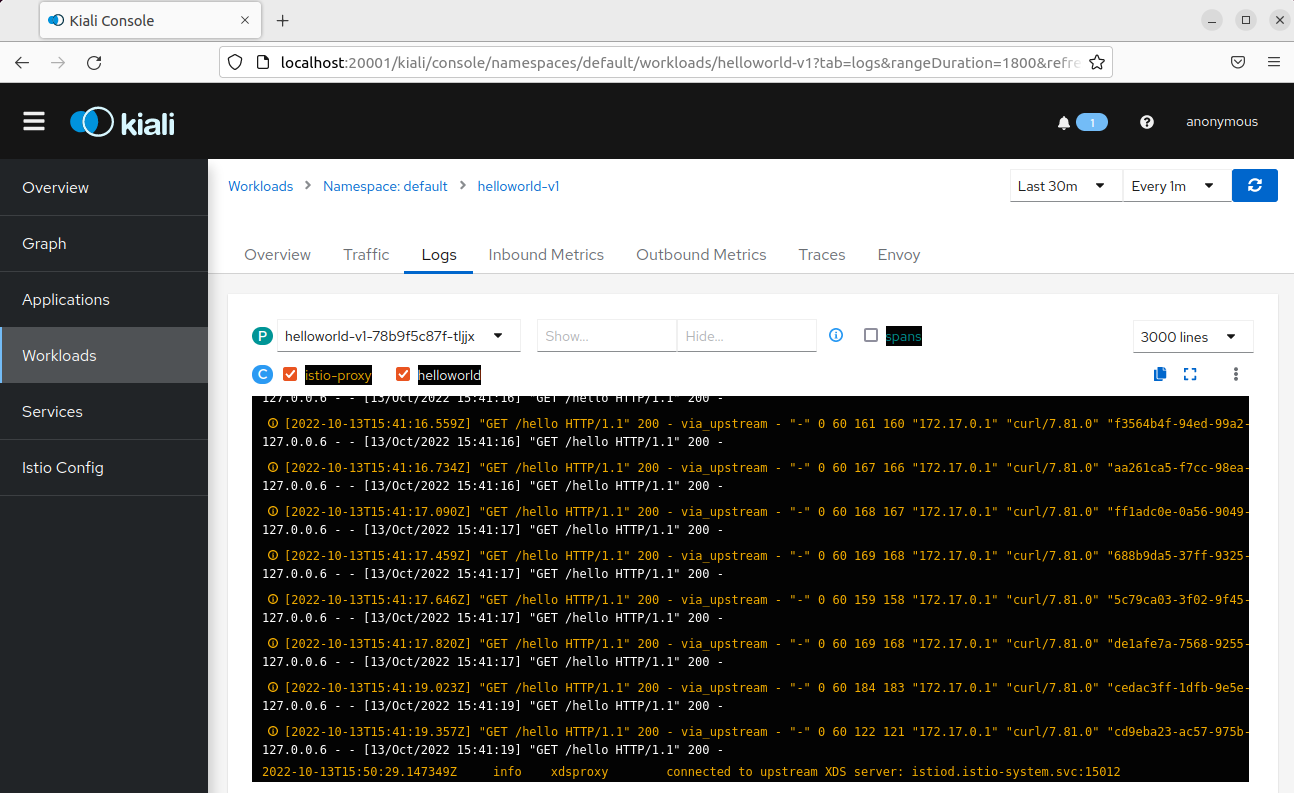 Kiali Console
localhost:20001/kiali/console/namespaces/default/workloads/helloworld-v1?tab=logs&rangeDuration=1800&refre
kiali
1
anonymous
Overview
Graph
Applications
Workloads
Services
Istio Config
Workloads > Namespace: default > helloworld-v1
Last 30m
Every 1m
Overview Traffic Logs Inbound Metrics Outbound Metrics Traces Envoy
P helloworld-v1-78b9f5c87f-tljjx Show... Hide... spans 3000 lines
C istio-proxy helloworld
127.0.0.6 - - [13/Oct/2022 15:41:16] "GET /hello HTTP/1.1" 200 -
[2022-10-13T15:41:16.559Z] "GET /hello HTTP/1.1" 200 - via_upstream - "-" 0 60 161 160 "172.17.0.1" "curl/7.81.0" "f3564b4f-94ed-99a2-
127.0.0.6 - - [13/Oct/2022 15:41:16] "GET /hello HTTP/1.1" 200 -
[2022-10-13T15:41:16.734Z] "GET /hello HTTP/1.1" 200 - via_upstream - "-" 0 60 167 166 "172.17.0.1" "curl/7.81.0" "aa261ca5-f7cc-98ea-
127.0.0.6 - - [13/Oct/2022 15:41:16] "GET /hello HTTP/1.1" 200 -
[2022-10-13T15:41:17.090Z] "GET /hello HTTP/1.1" 200 - via_upstream - "-" 0 60 168 167 "172.17.0.1" "curl/7.81.0" "ff1adc0e-0a56-9049-
127.0.0.6 - - [13/Oct/2022 15:41:17] "GET /hello HTTP/1.1" 200 -
[2022-10-13T15:41:17.459Z] "GET /hello HTTP/1.1" 200 - via_upstream - "-" 0 60 169 168 "172.17.0.1" "curl/7.81.0" "688b9da5-37ff-9325-
127.0.0.6 - - [13/Oct/2022 15:41:17] "GET /hello HTTP/1.1" 200 -
[2022-10-13T15:41:17.646Z] "GET /hello HTTP/1.1" 200 - via_upstream - "-" 0 60 159 158 "172.17.0.1" "curl/7.81.0" "5c79ca03-3f02-9f45-
127.0.0.6 - - [13/Oct/2022 15:41:17] "GET /hello HTTP/1.1" 200 -
[2022-10-13T15:41:17.820Z] "GET /hello HTTP/1.1" 200 - via_upstream - "-" 0 60 169 168 "172.17.0.1" "curl/7.81.0" "de1afe7a-7568-9255-
127.0.0.6 - - [13/Oct/2022 15:41:17] "GET /hello HTTP/1.1" 200 -
[2022-10-13T15:41:19.023Z] "GET /hello HTTP/1.1" 200 - via_upstream - "-" 0 60 184 183 "172.17.0.1" "curl/7.81.0" "cedac3ff-1dfb-9e5e-
127.0.0.6 - - [13/Oct/2022 15:41:19] "GET /hello HTTP/1.1" 200 -
[2022-10-13T15:41:19.357Z] "GET /hello HTTP/1.1" 200 - via_upstream - "-" 0 60 122 121 "172.17.0.1" "curl/7.81.0" "cd9eba23-ac57-975b-
127.0.0.6 - - [13/Oct/2022 15:41:19] "GET /hello HTTP/1.1" 200 -
2022-10-13T15:50:29.147349Z info xdsproxy connected to upstream XDS server: istiod.istio-system.svc:15012